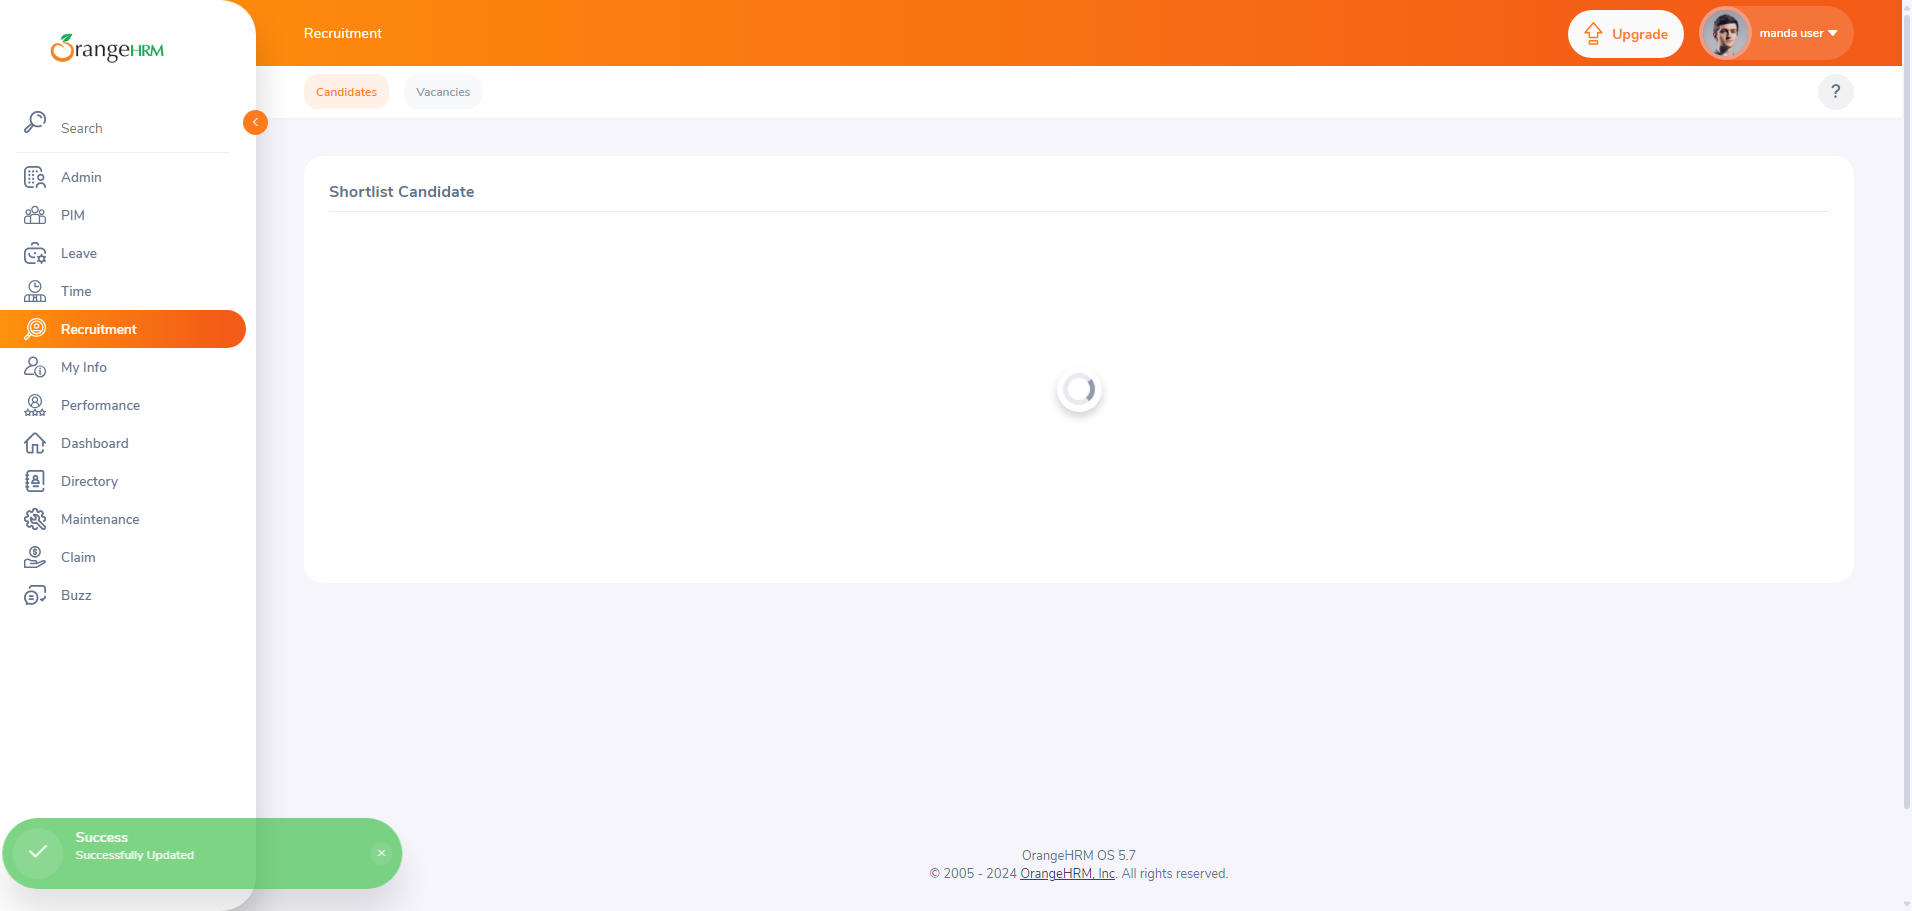 OrangeHRM
Search
Admin
PIM
Leave
Time
Recruitment
My Info
Performance
Dashboard
Directory
Maintenance
Claim
Buzz
Recruitment
Upgrade
manda user
Candidates
Vacancies
?
Shortlist Candidate
Success
Successfully Updated
OrangeHRM OS 5.7
© 2005 - 2024 OrangeHRM, Inc. All rights reserved.